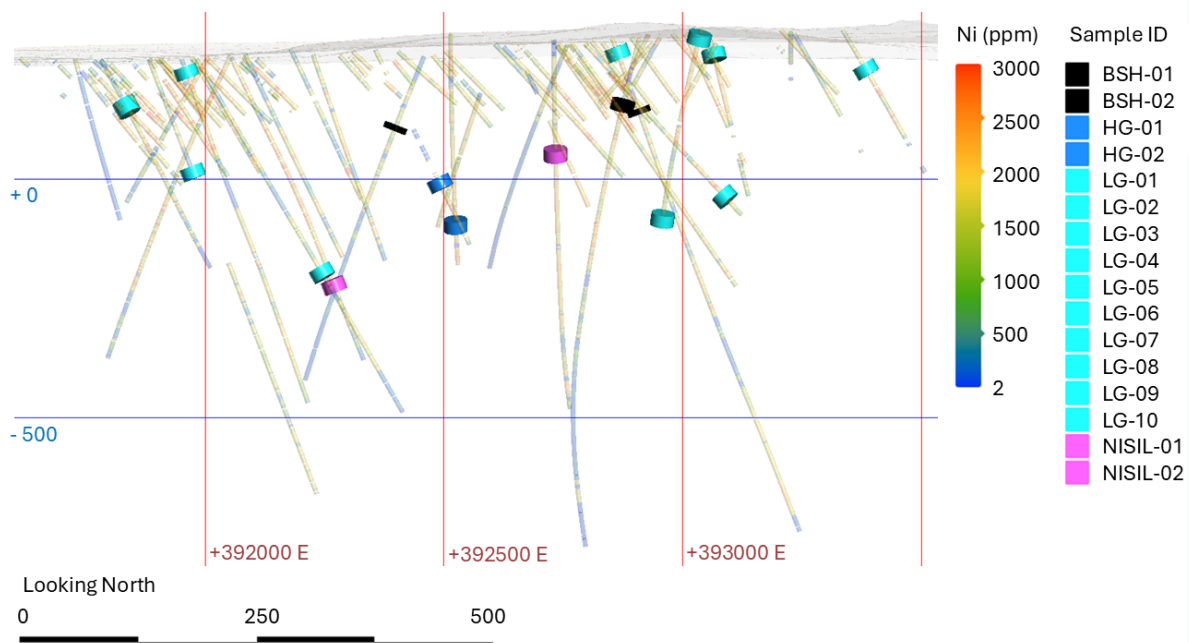 Ni (ppm)
3000
2500
2000
1500
1000
500
2
Sample ID
BSH-01
BSH-02
HG-01
HG-02
LG-01
LG-02
LG-03
LG-04
LG-05
LG-06
LG-07
LG-08
LG-09
LG-10
NISIL-01
NISIL-02
+ 0
- 500
+392000 E
+392500 E
+393000 E
Looking North
0 250 500